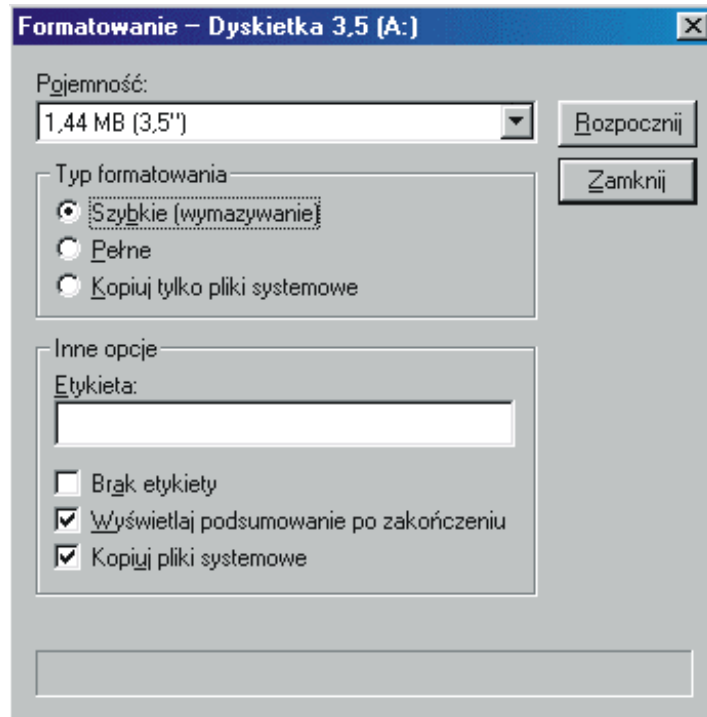 Formatowanie – Dyskietka 3,5 (A:)
Pojemność:
1,44 MB (3,5")
Rozpocznij
Zamknij
Typ formatowania
Szybkie (wymazywanie)
Pełne
Kopiuj tylko pliki systemowe
Inne opcje
Etykieta:
Brak etykiety
Wyświetlaj podsumowanie po zakończeniu
Kopiuj pliki systemowe